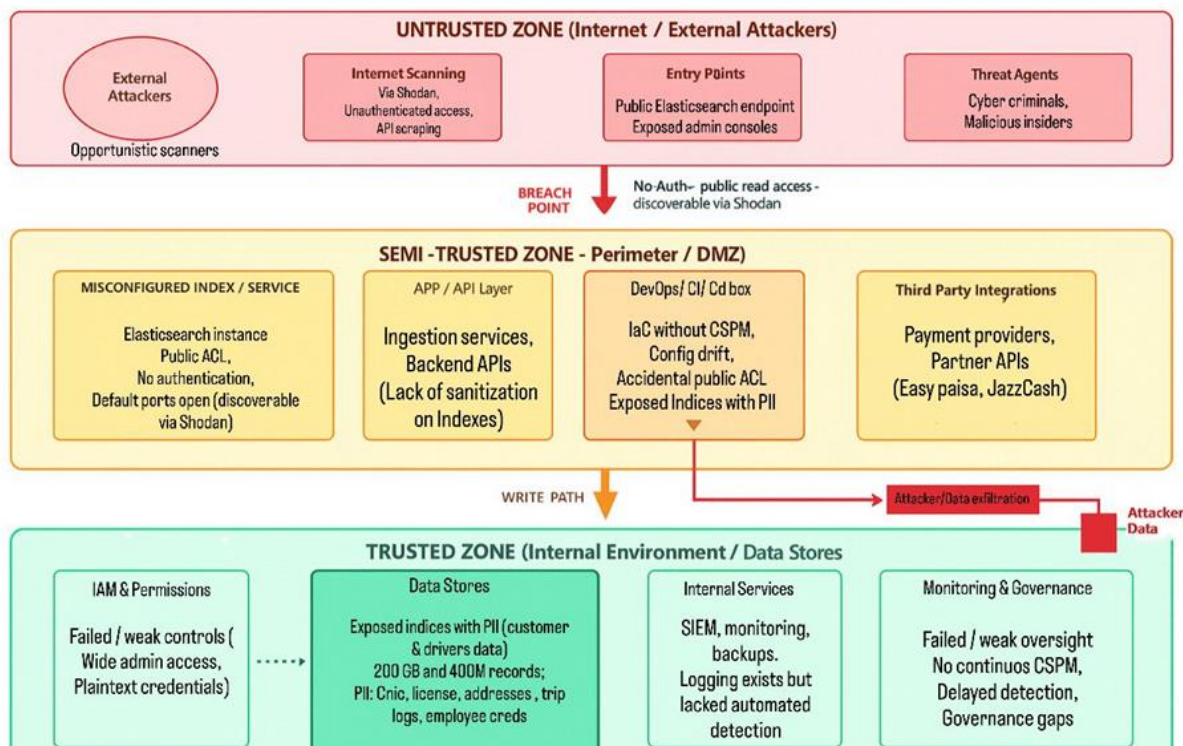 UNTRUSTED ZONE (Internet / External Attackers)
External
Attackers
Opportistic scanners
Internet Scanning
Via Shodan,
Unauthenticated access,
API scraping
Entry Points
Public Elasticsearch endpoint
Exposed admin consoles
Threat Agents
Cyber criminals,
Malicious insiders
BREACH
POINT
No-Auth- public read access -
discoverable via Shodan
SEMI -TRUSTED ZONE - Perimeter / DMZ)
MISCONFIGURED INDEX / SERVICE
Elasticsearch instance
Public ACL,
No authentication,
Default ports open (discoverable
via Shodan)
APP / API Layer
Ingestion services,
Backend APIs
(Lack of sanitization
on Indexes)
DevOps/ CI/ Cd box
IaC without CSPM,
Config drift,
Accidental public ACL
Exposed Indices with PII
Third Party Integrations
Payment providers,
Partner APIs
(Easy paisa, JazzCash)
WRITE PATH
Attacker/Data exfiltration
Attacker
Data
TRUSTED ZONE (Internal Environment / Data Stores
IAM & Permissions
Failed / weak controls (
Wide admin access,
Plaintext credentials)
Data Stores
Exposed indices with PII (customer
& drivers data)
200 GB and 400M records;
PII: Cnic, license, addresses , trip
logs, employee creds
Internal Services
SIEM, monitoring,
backups.
Logging exists but
lacked automated
detection
Monitoring & Governance
Failed / weak oversight
No continuos CSPM,
Delayed detection,
Governance gaps